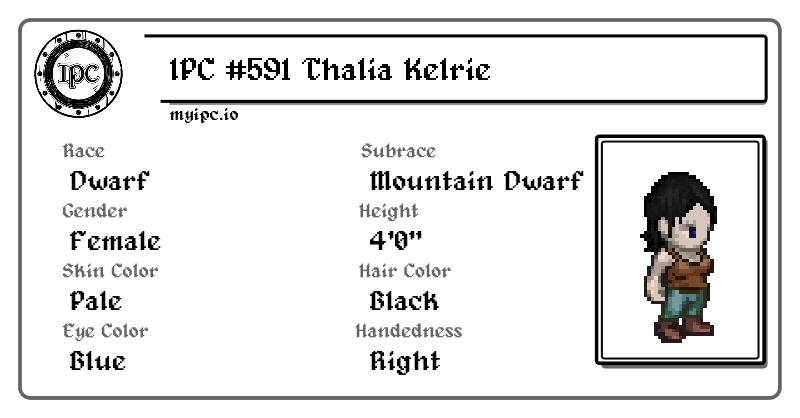 IPC
IPC #591 Thalia Kelrie
myipc.io
Race
Dwarf
Subrace
Mountain Dwarf
Gender
Female
Height
4'0"
Skin Color
Pale
Hair Color
Black
Eye Color
Blue
Handedness
Right